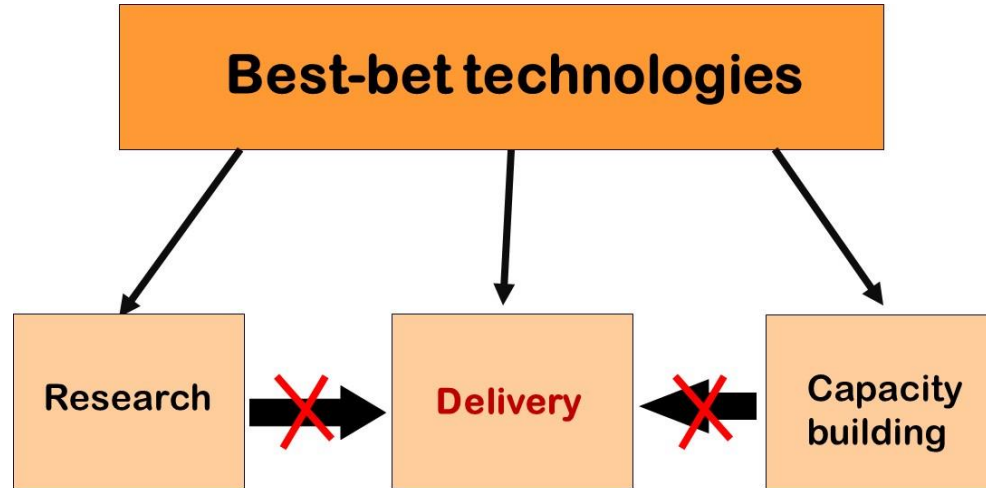 Best-bet technologies
Research
Delivery
Capacity
building